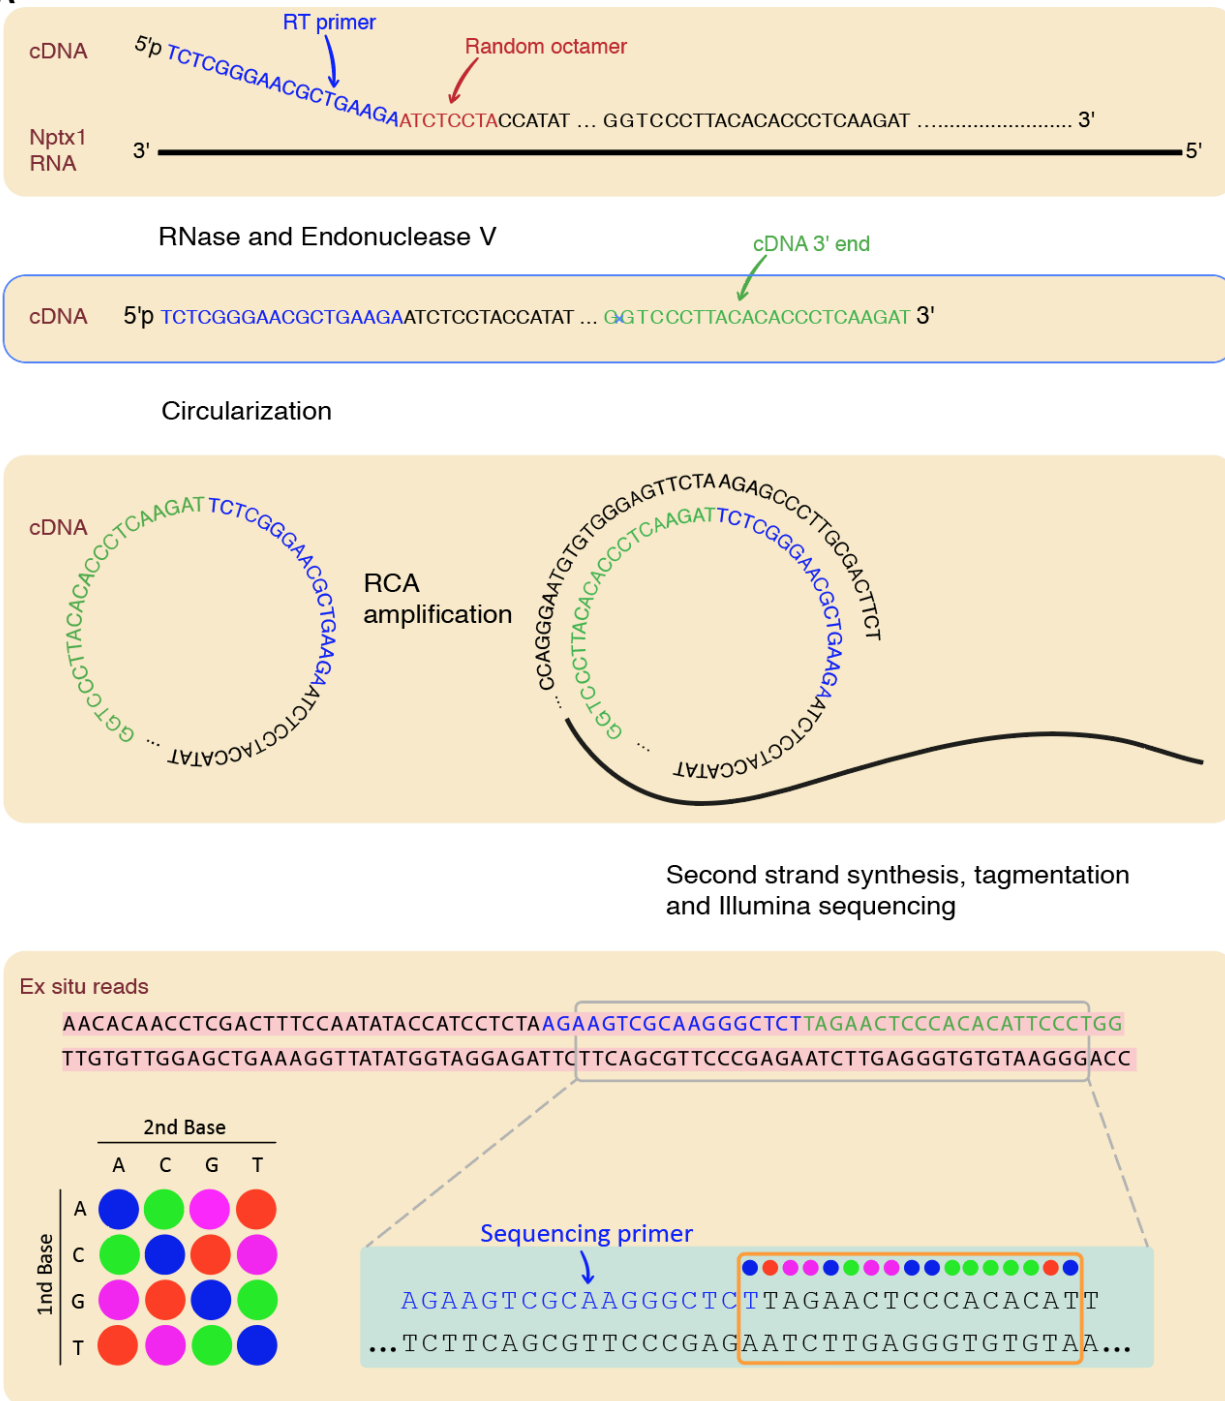 RT primer
Random octamer
cDNA
5'p TCTCGGGAACGCTGAAGAATCTCCTACCATAT ... GGTCCCTTACACACCCTCAAGAT ........................... 3'
Nptx1
RNA
3'
5'
RNase and Endonuclease V
cDNA 3' end
cDNA
5'p TCTCGGGAACGCTGAAGAATCTCCTACCATAT ... GGTCCCTTACACACCCTCAAGAT 3'
Circularization
cDNA
GGTCCCTTACACACCCTCAAGATTCTCGGGAACGCTGAAGAATCTCCTACCATAT ...
RCA
amplification
... CCAGGGAATGTGTGGGAGTTCTAAGAGCCCTTGCGACTTCT
GGTCCCTTACACACCCTCAAGATTCTCGGGAACGCTGAAGAATCTCCTACCATAT ...
Second strand synthesis, tagmentation
and Illumina sequencing
Ex situ reads
AACACAACCTCGACTTTCCAATATACCATCCTCTAAGAAGTCGCAAGGGCTCTTAGAACTCCCACACATTCCCTGG
TTGTGTTGGAGCTGAAAGGTTATATGGTAGGAGATTCTTCAGCGTTCCCGAGAATCTTGAGGGTGTGTAAGGGACC
2nd Base
A C G T
1nd Base
A
C
G
T
Sequencing primer
AGAAGTCGCAAGGGCTCTTAGAACTCCCACACATT
...TCTTCAGCGTTCCCGAGAATCTTGAGGGTGTGTAA...